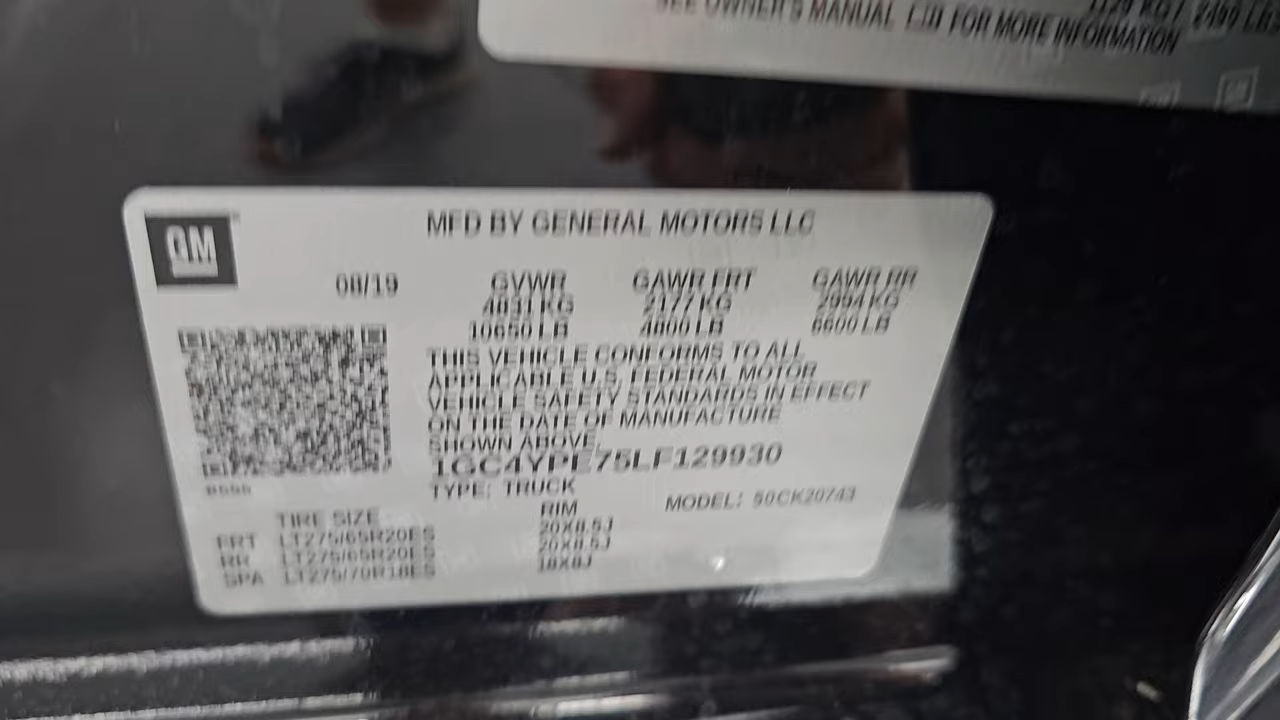 SEE OWNER'S MANUAL FOR MORE INFORMATION
GM
MFD BY GENERAL MOTORS LLC
08/19
GVWR GAWR FRT GAWR RR
4831 KG 2177 KG 2994 KG
10650 LB 4800 LB 6600 LB
THIS VEHICLE CONFORMS TO ALL
APPLICABLE U.S. FEDERAL MOTOR
VEHICLE SAFETY STANDARDS IN EFFECT
ON THE DATE OF MANUFACTURE
SHOWN ABOVE.
1GC4YPE75LF129930
TYPE: TRUCK MODEL: CK20743
TIRE SIZE RIM
FRT LT275/65R20ES 20X8.5J
RR LT275/65R20ES 20X8.5J
SPA LT275/70R18ES 18X8J